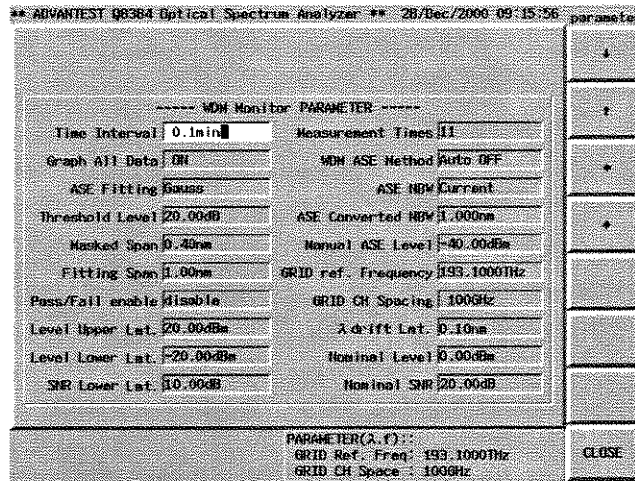 ** ADVANTEST Q8384 Optical Spectrum Analyzer ** 28/Dec/2000 09:15:56
paramete
----- WDM Monitor PARAMETER -----
Time Interval 0.1min Measurement Times 11
Graph All Data ON WDM ASE Method Auto OFF
ASE Fitting Gauss ASE NBW Current
Threshold Level 20.00dB ASE Converted NBW 1.000nm
Masked Span 0.40nm Manual ASE Level -40.00dBm
Fitting Span 1.00nm GRID ref. Frequency 193.1000THz
Pass/Fail enable disable GRID CH Spacing 100GHz
Level Upper Lmt. 20.00dBm λ drift Lmt. 0.10nm
Level Lower Lmt. -20.00dBm Nominal Level 0.00dBm
SNR Lower Lmt. 10.00dB Nominal SNR 20.00dB
PARAMETER(λ,f)::
GRID Ref. Freq: 193.1000THz
GRID CH Space : 100GHz
CLOSE